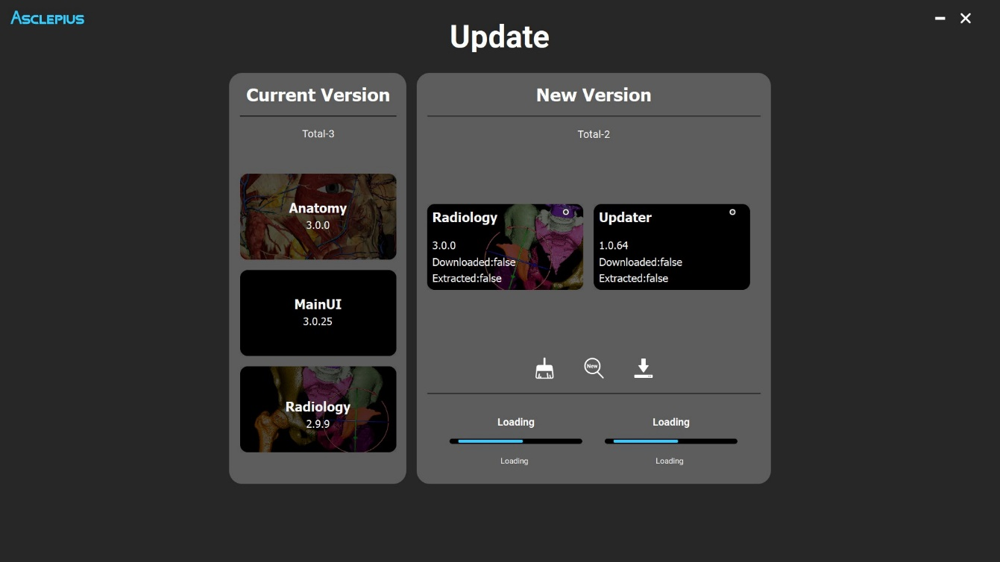 ASCLEPIUS
Update
Current Version
Total-3
Anatomy
3.0.0
MainUI
3.0.25
Radiology
2.9.9
New Version
Total-2
Radiology
3.0.0
Downloaded:false
Extracted:false
Updater
1.0.64
Downloaded:false
Extracted:false
New
Loading
Loading
Loading
Loading